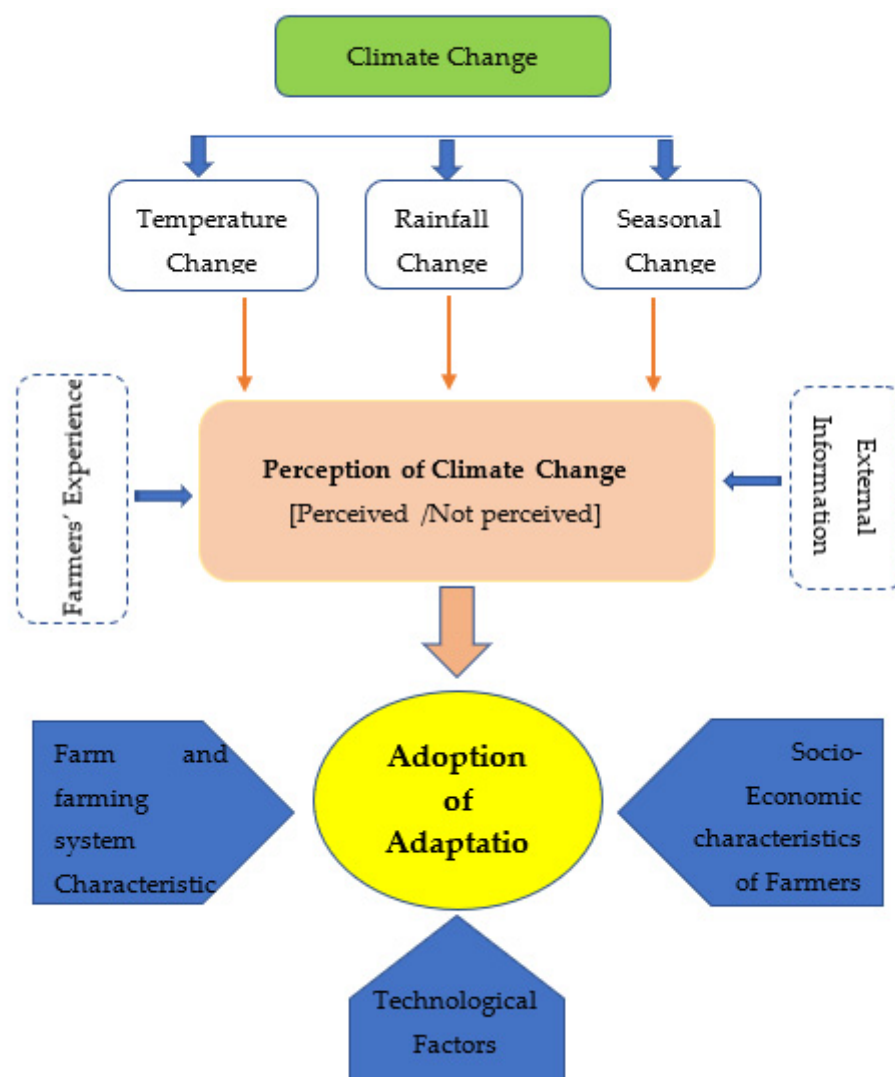 Climate Change
Temperature
Change
Rainfall
Change
Seasonal
Change
Farmers' Experience
Perception of Climate Change
[Perceived /Not perceived]
External
Information
Farm and
farming
system
Characteristic
Adoption
of
Adaptatio
Socio-
Economic
characteristics
of Farmers
Technological
Factors